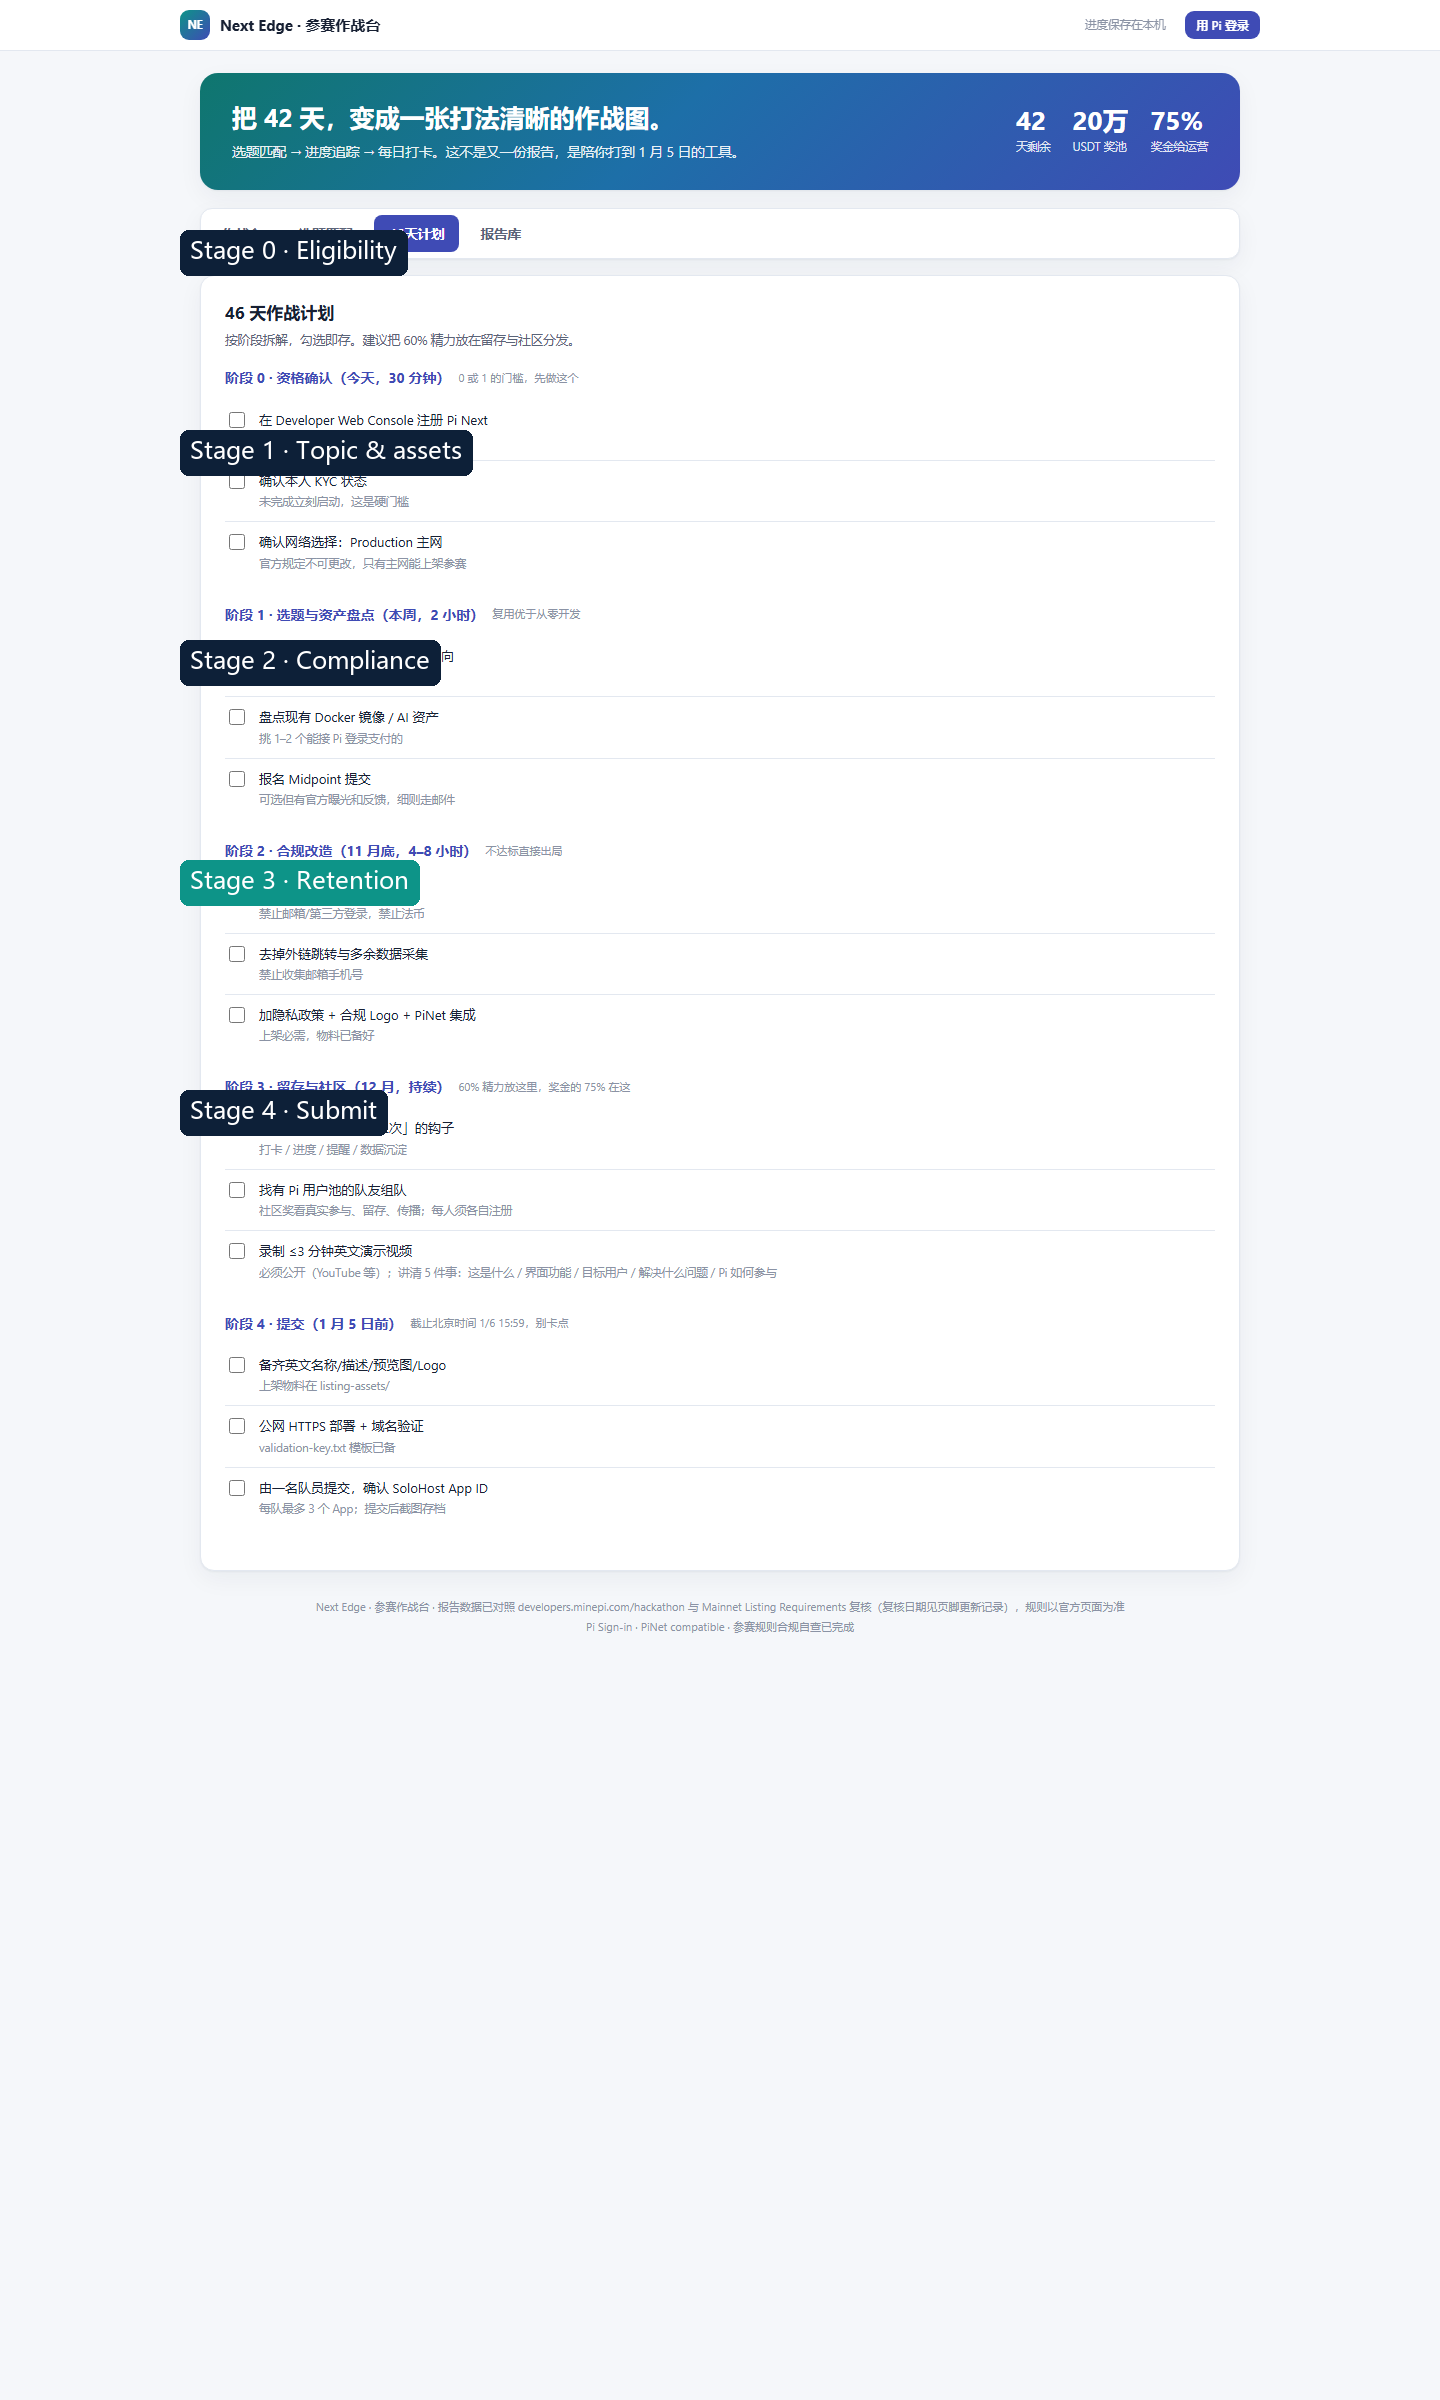 NE
Next Edge · 参赛作战台
进度保存在本机
用 Pi 登录
把 42 天，变成一张打法清晰的作战图。
选题匹配 → 进度追踪 → 每日打卡。这不是又一份报告，是陪你打到 1 月 5 日的工具。
42
天剩余
20万
USDT 奖池
75%
奖金给运营
天计划
报告库
Stage 0 · Eligibility
46 天作战计划
按阶段拆解，勾选即存。建议把 60% 精力放在留存与社区分发。
阶段 0 · 资格确认（今天，30 分钟）
0 或 1 的门槛，先做这个
在 Developer Web Console 注册 Pi Next
Stage 1 · Topic & assets
确认本人 KYC 状态
未完成立刻启动，这是硬门槛
确认网络选择：Production 主网
官方规定不可更改，只有主网能上架参赛
阶段 1 · 选题与资产盘点（本周，2 小时）
复用优于从零开发
Stage 2 · Compliance
向
盘点现有 Docker 镜像 / AI 资产
挑 1–2 个能接 Pi 登录支付的
报名 Midpoint 提交
可选但有官方曝光和反馈，细则走邮件
阶段 2 · 合规改造（11 月底，4–8 小时）
不达标直接出局
Stage 3 · Retention
禁止邮箱/第三方登录，禁止法币
去掉外链跳转与多余数据采集
禁止收集邮箱手机号
加隐私政策 + 合规 Logo + PiNet 集成
上架必需，物料已备好
阶段 3 · 留存与社区（12 月，持续）
60% 精力放这里，奖金的 75% 在这
Stage 4 · Submit
次」的钩子
打卡 / 进度 / 提醒 / 数据沉淀
找有 Pi 用户池的队友组队
社区奖看真实参与、留存、传播；每人须各自注册
录制 ≤3 分钟英文演示视频
必须公开（YouTube 等）；讲清 5 件事：这是什么 / 界面功能 / 目标用户 / 解决什么问题 / Pi 如何参与
阶段 4 · 提交（1 月 5 日前）
截止北京时间 1/6 15:59，别卡点
备齐英文名称/描述/预览图/Logo
上架物料在 listing-assets/
公网 HTTPS 部署 + 域名验证
validation-key.txt 模板已备
由一名队员提交，确认 SoloHost App ID
每队最多 3 个 App；提交后截图存档
Next Edge · 参赛作战台 · 报告数据已对照 developers.minepi.com/hackathon 与 Mainnet Listing Requirements 复核（复核日期见页脚更新记录），规则以官方页面为准
Pi Sign-in · PiNet compatible · 参赛规则合规自查已完成